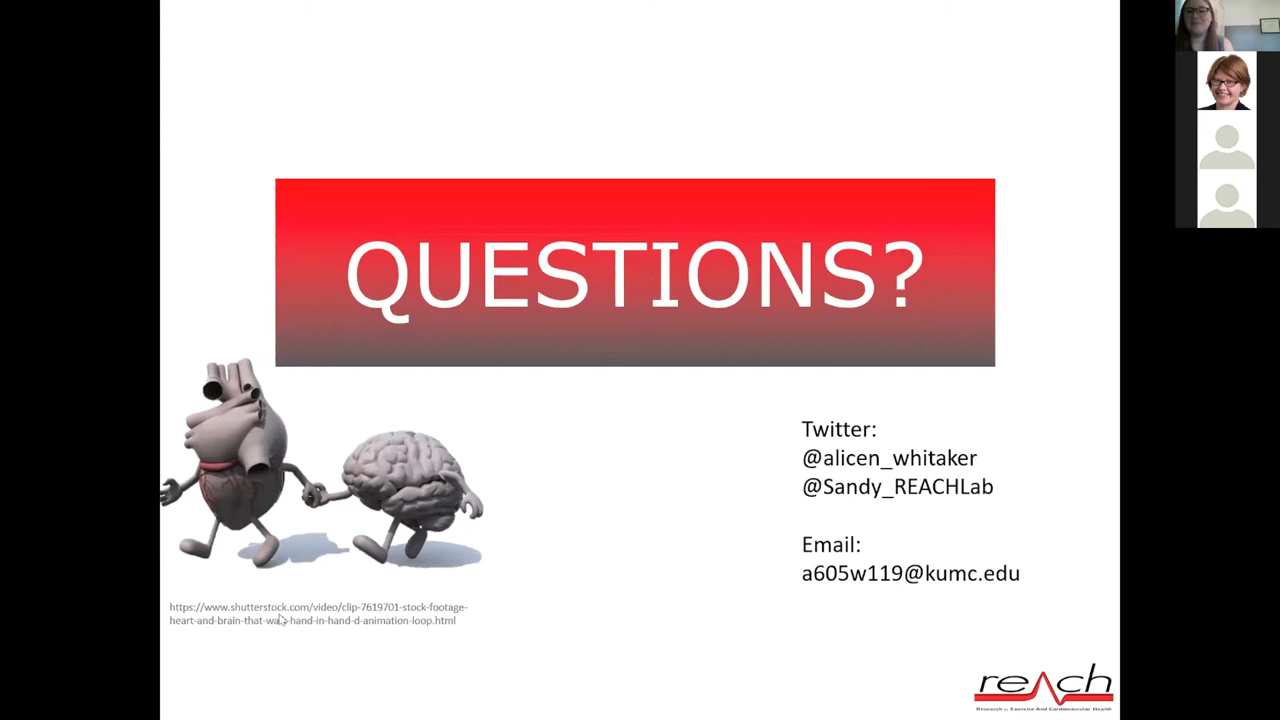 QUESTIONS?
Twitter:
@alicen_whitaker
@Sandy_REACHLab
Email:
a605w119@kumc.edu
https://www.shutterstock.com/video/clip-7619701-stock-footage-
heart-and-brain-that-walk-hand-in-hand-d-animation-loop.html
reach
Research in Exercise And Cardiovascular Health